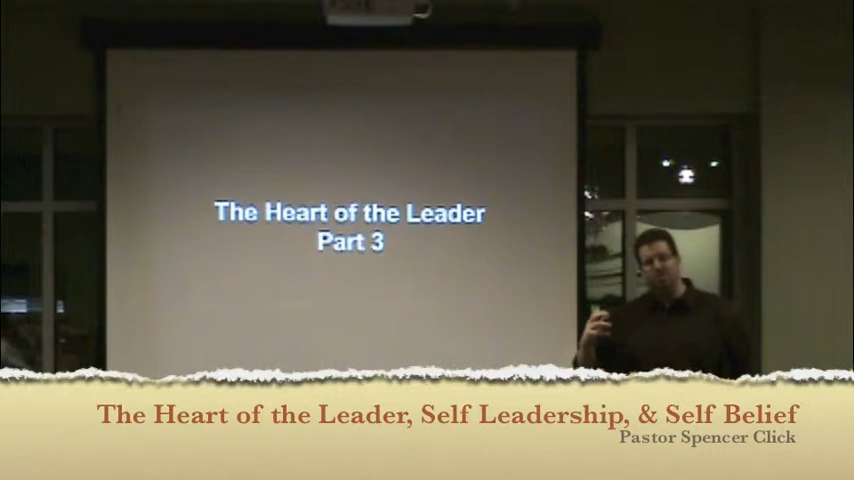 The Heart of the Leader
Part 3
The Heart of the Leader, Self Leadership, & Self Belief
Pastor Spencer Click